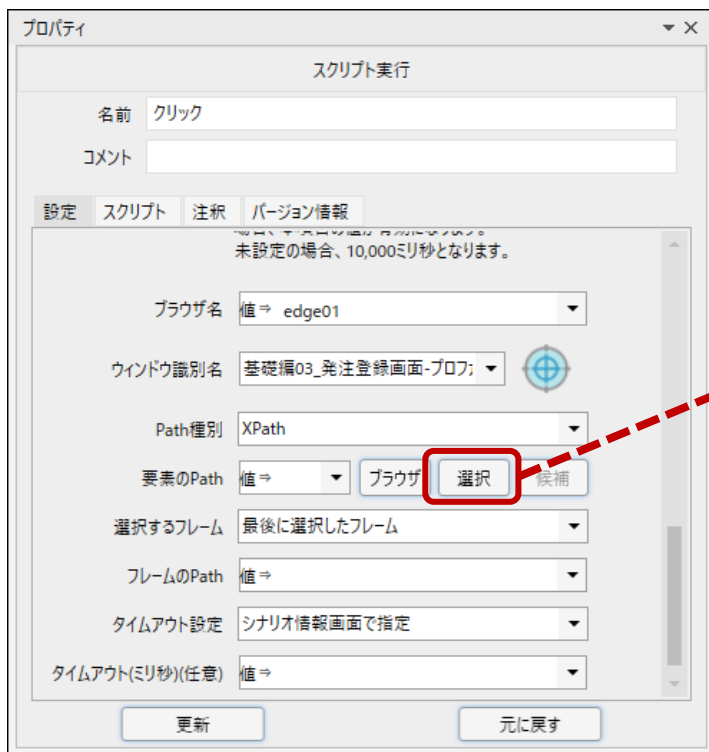 プロパティ
スクリプト実行
名前 クリック
コメント
設定 スクリプト 注釈 バージョン情報
未設定の場合、10,000ミリ秒となります。
ブラウザ名 値⇒ edge01
ウィンドウ識別名 基礎編03_発注登録画面-プロファ
Path種別 XPath
要素のPath 値⇒ ブラウザ 選択 候補
選択するフレーム 最後に選択したフレーム
フレームのPath 値⇒
タイムアウト設定 シナリオ情報画面で指定
タイムアウト(ミリ秒)(任意) 値⇒
更新 元に戻す